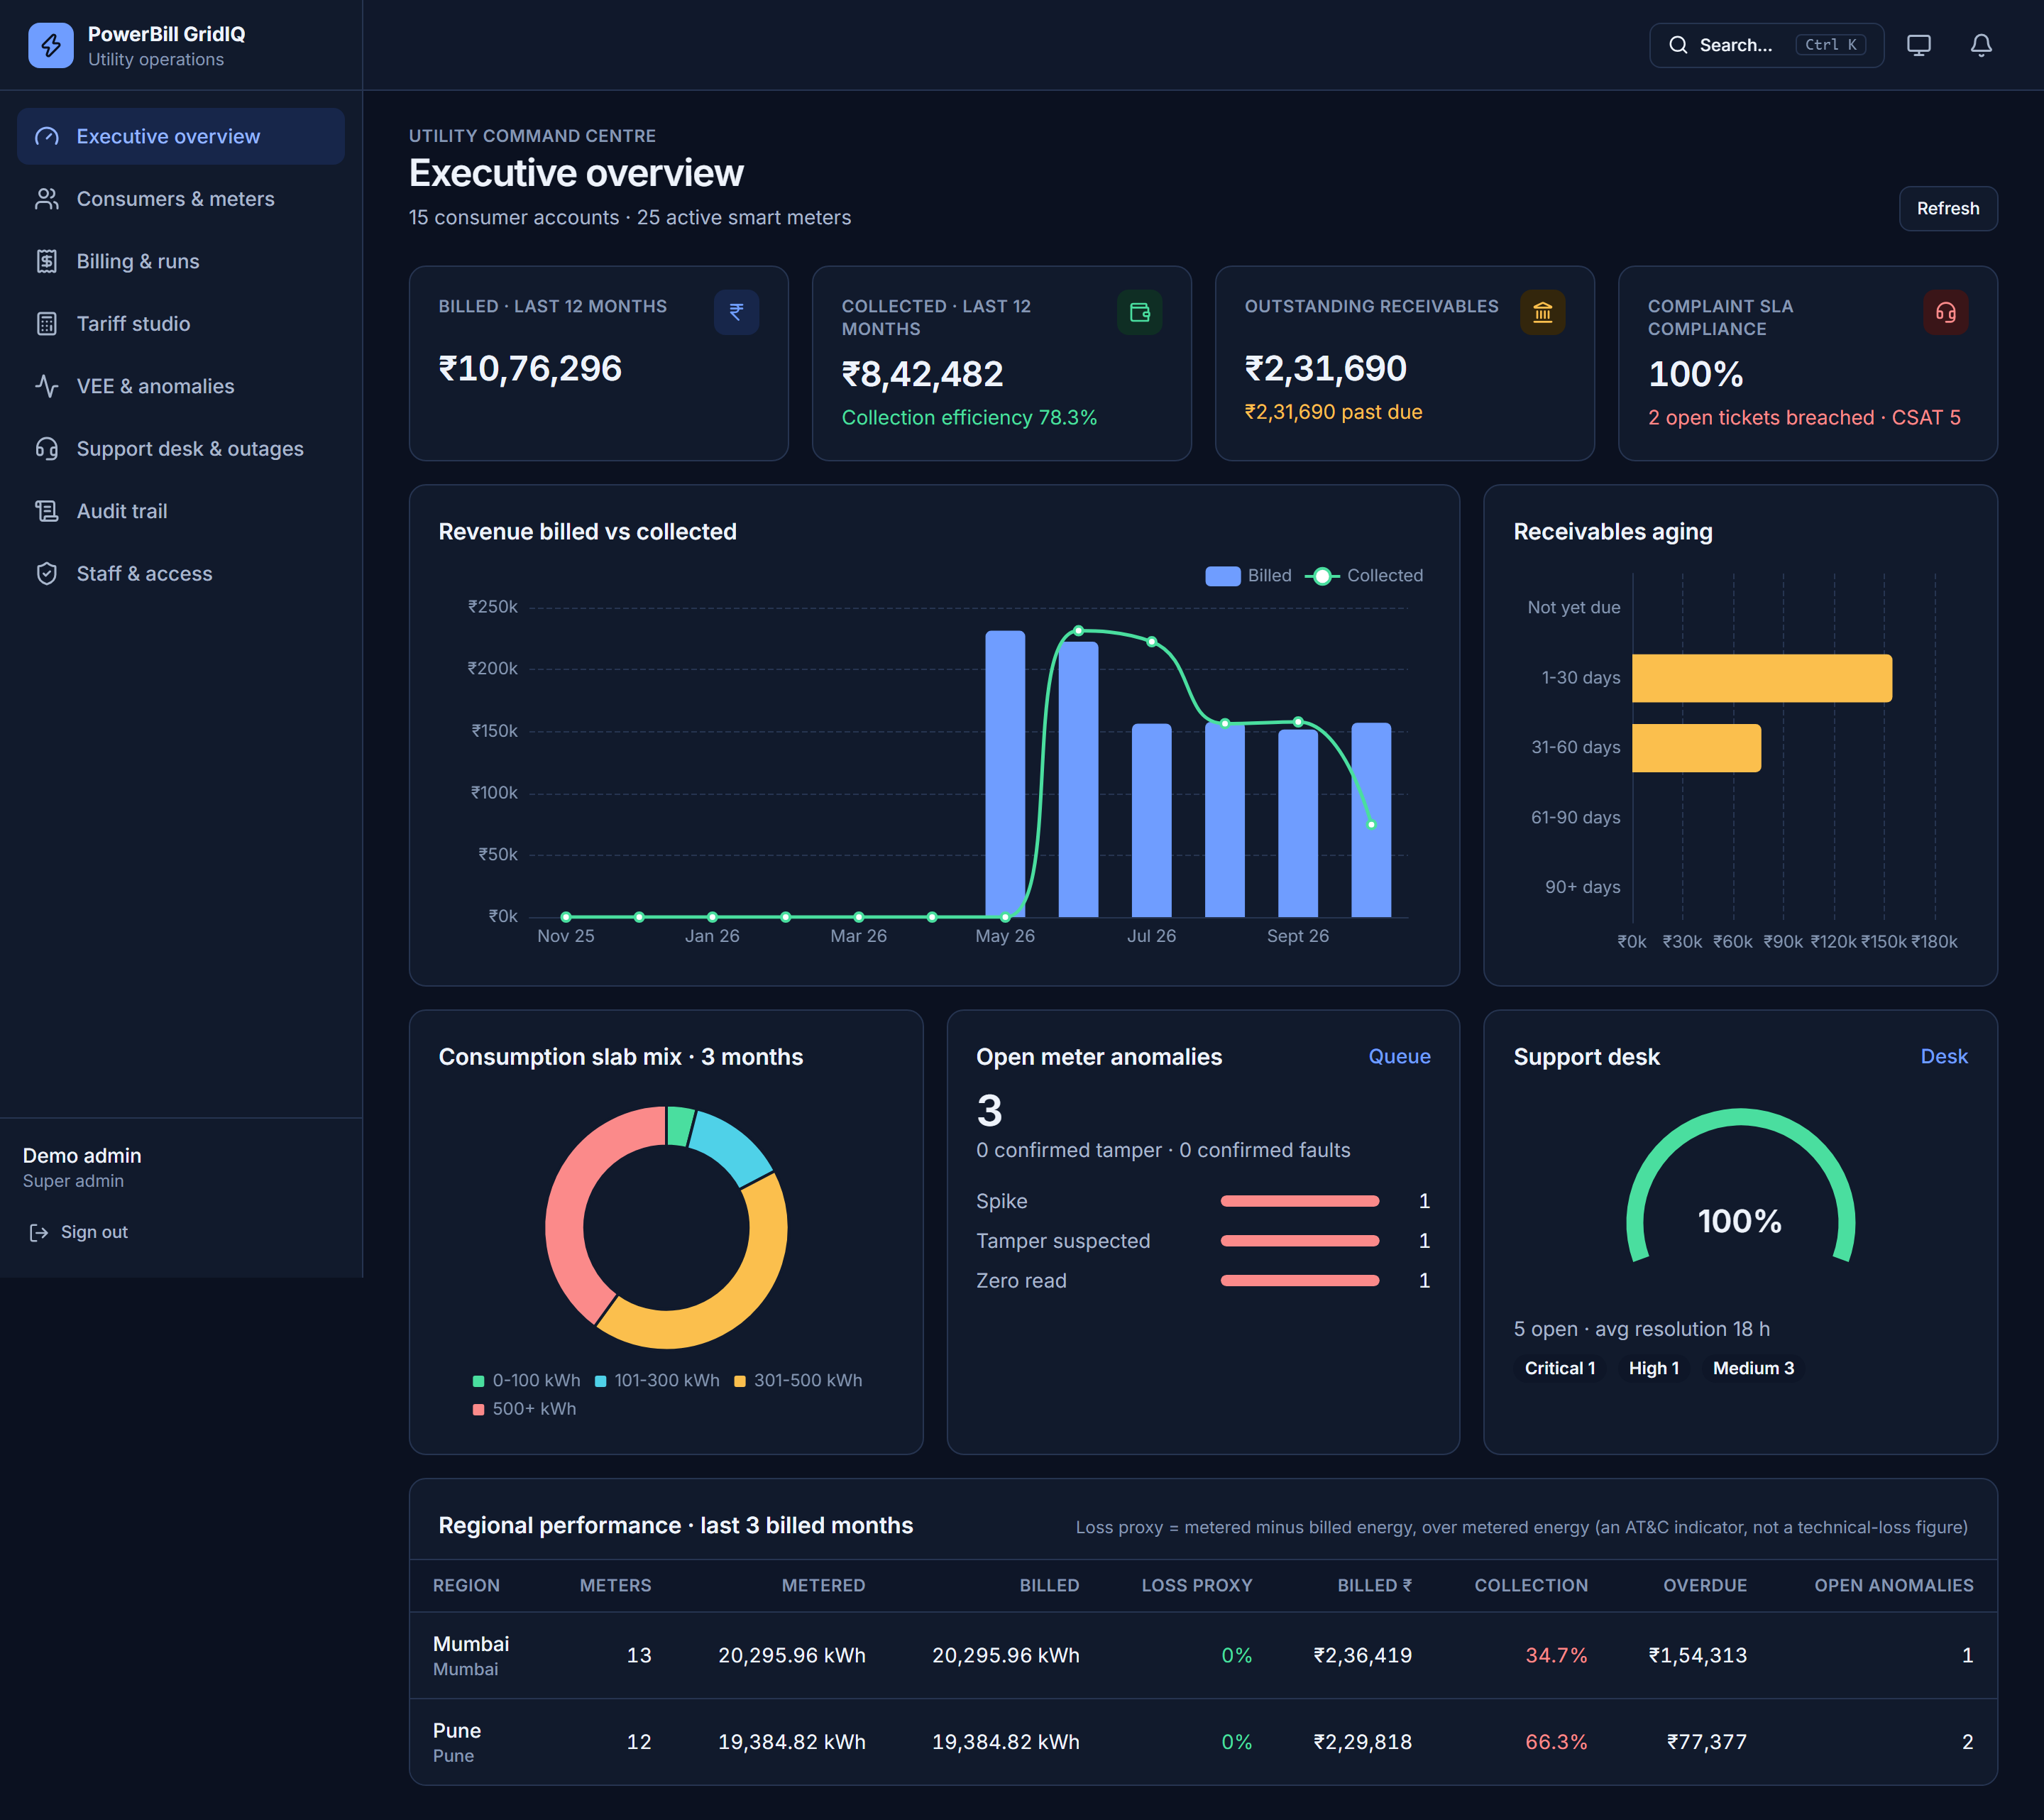 PowerBill GridIQ
Utility operations
Search...
Ctrl K
Executive overview
Consumers & meters
Billing & runs
Tariff studio
VEE & anomalies
Support desk & outages
Audit trail
Staff & access
Demo admin
Super admin
Sign out
UTILITY COMMAND CENTRE
Executive overview
15 consumer accounts · 25 active smart meters
Refresh
BILLED · LAST 12 MONTHS
₹10,76,296
COLLECTED · LAST 12
MONTHS
₹8,42,482
Collection efficiency 78.3%
OUTSTANDING RECEIVABLES
₹2,31,690
₹2,31,690 past due
COMPLAINT SLA
COMPLIANCE
100%
2 open tickets breached · CSAT 5
Revenue billed vs collected
Billed
Collected
₹250k
₹200k
₹150k
₹100k
₹50k
₹0k
Nov 25
Jan 26
Mar 26
May 26
Jul 26
Sept 26
Receivables aging
Not yet due
1-30 days
31-60 days
61-90 days
90+ days
₹0k
₹30k
₹60k
₹90k
₹120k
₹150k
₹180k
Consumption slab mix · 3 months
0-100 kWh
101-300 kWh
301-500 kWh
500+ kWh
Open meter anomalies
Queue
3
0 confirmed tamper · 0 confirmed faults
Spike 1
Tamper suspected 1
Zero read 1
Support desk
Desk
100%
5 open · avg resolution 18 h
Critical 1
High 1
Medium 3
Regional performance · last 3 billed months
Loss proxy = metered minus billed energy, over metered energy (an AT&C indicator, not a technical-loss figure)
REGION METERS METERED BILLED LOSS PROXY BILLED ₹ COLLECTION OVERDUE OPEN ANOMALIES
Mumbai
Mumbai
13 20,295.96 kWh 20,295.96 kWh 0% ₹2,36,419 34.7% ₹1,54,313 1
Pune
Pune
12 19,384.82 kWh 19,384.82 kWh 0% ₹2,29,818 66.3% ₹77,377 2